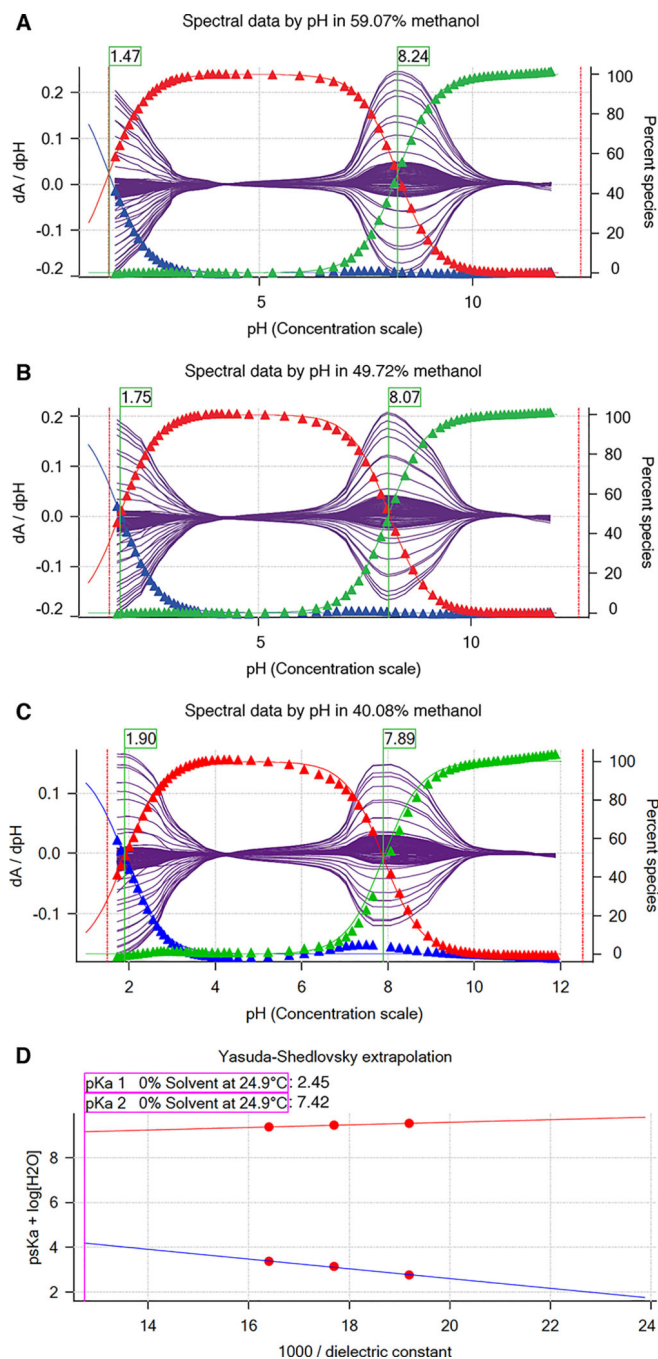 A
Spectral data by pH in 59.07% methanol
1.47
8.24
0.2
0.1
0.0
-0.1
-0.2
dA / dpH
100
80
60
40
20
0
Percent species
5
10
pH (Concentration scale)
B
Spectral data by pH in 49.72% methanol
1.75
8.07
0.2
0.1
0.0
-0.1
-0.2
dA / dpH
100
80
60
40
20
0
Percent species
5
10
pH (Concentration scale)
C
Spectral data by pH in 40.08% methanol
1.90
7.89
0.1
0.0
-0.1
dA / dpH
100
80
60
40
20
0
Percent species
2
4
6
8
10
12
pH (Concentration scale)
D
Yasuda-Shedlovsky extrapolation
pKa 1 0% Solvent at 24.9°C: 2.45
pKa 2 0% Solvent at 24.9°C: 7.42
8
6
4
2
psKa + log[H2O]
14
16
18
20
22
24
1000 / dielectric constant